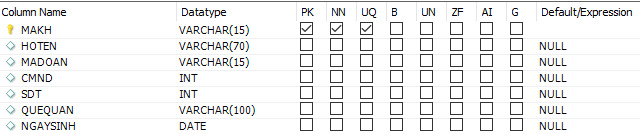 Column Name Datatype PK NN UQ B UN ZF AI G Default/Expression
MAKH VARCHAR(15)
HOTEN VARCHAR(70) NULL
MADOAN VARCHAR(15) NULL
CMND INT NULL
SDT INT NULL
QUEQUAN VARCHAR(100) NULL
NGAYSINH DATE NULL